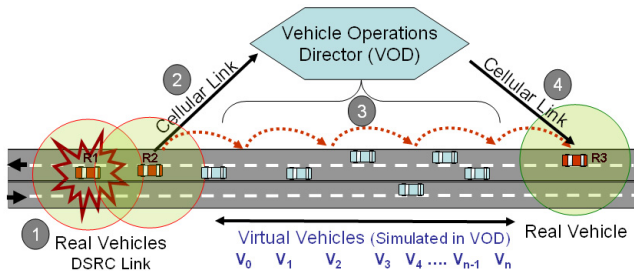 Vehicle Operations
Director (VOD)
2
Cellular Link
3
4
Cellular Link
R1
R2
R3
1
Real Vehicles
DSRC Link
Virtual Vehicles (Simulated in VOD)
V0 V1 V2 V3 V4 .... Vn-1 Vn
Real Vehicle